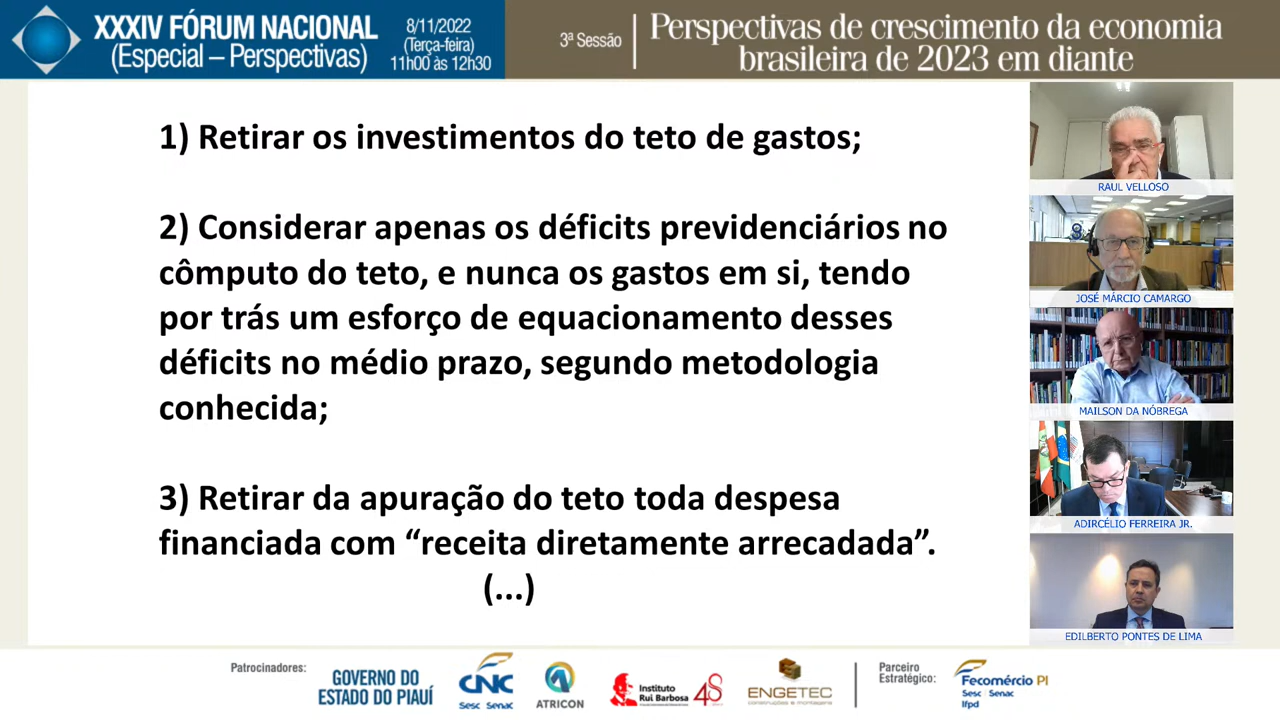 XXXIV FÓRUM NACIONAL
(Especial – Perspectivas)
8/11/2022
(Terça-feira)
11h00 às 12h30
3ª Sessão
Perspectivas de crescimento da economia
brasileira de 2023 em diante
1) Retirar os investimentos do teto de gastos;
2) Considerar apenas os déficits previdenciários no
cômputo do teto, e nunca os gastos em si, tendo
por trás um esforço de equacionamento desses
déficits no médio prazo, segundo metodologia
conhecida;
3) Retirar da apuração do teto toda despesa
financiada com “receita diretamente arrecadada”.
(...)
RAUL VELLOSO
JOSÉ MÁRCIO CAMARGO
MAILSON DA NÓBREGA
ADIRCÉLIO FERREIRA JR.
EDILBERTO PONTES DE LIMA
Patrocinadores:
GOVERNO DO
ESTADO DO PIAUÍ
CNC
Sesc Senac
ATRICON
Instituto
Rui Barbosa
ENGETEC
construções e montagens
Parceiro
Estratégico:
Fecomércio PI
Sesc Senac
Ifpd